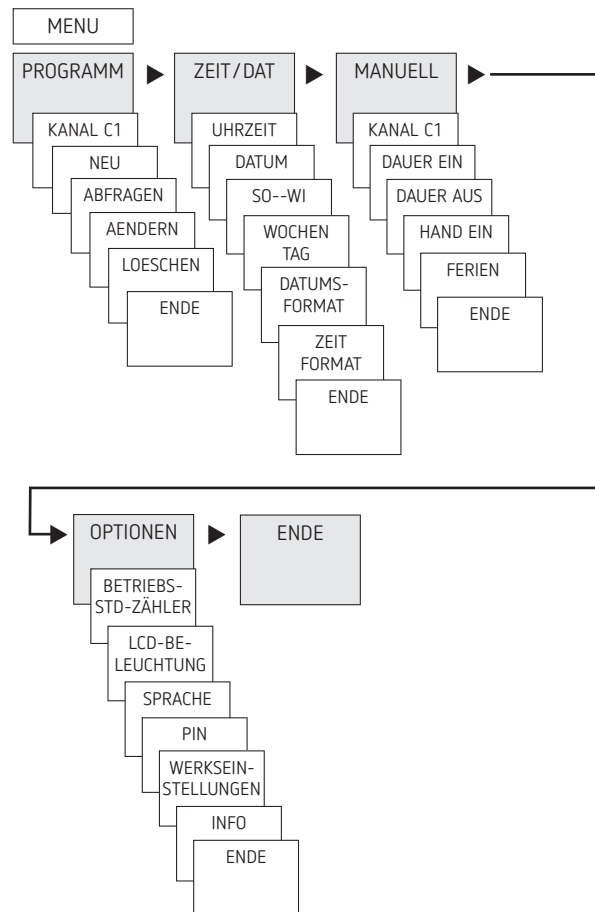 MENU
PROGRAMM
KANAL C1
NEU
ABFRAGEN
AENDERN
LOESCHEN
ENDE
ZEIT/DAT
UHRZEIT
DATUM
SO--WI
WOCHEN
TAG
DATUMS-
FORMAT
ZEIT
FORMAT
ENDE
MANUELL
KANAL C1
DAUER EIN
DAUER AUS
HAND EIN
FERIEN
ENDE
OPTIONEN
BETRIEBS-
STD-ZÄHLER
LCD-BE-
LEUCHTUNG
SPRACHE
PIN
WERKSEIN-
STELLUNGEN
INFO
ENDE
ENDE